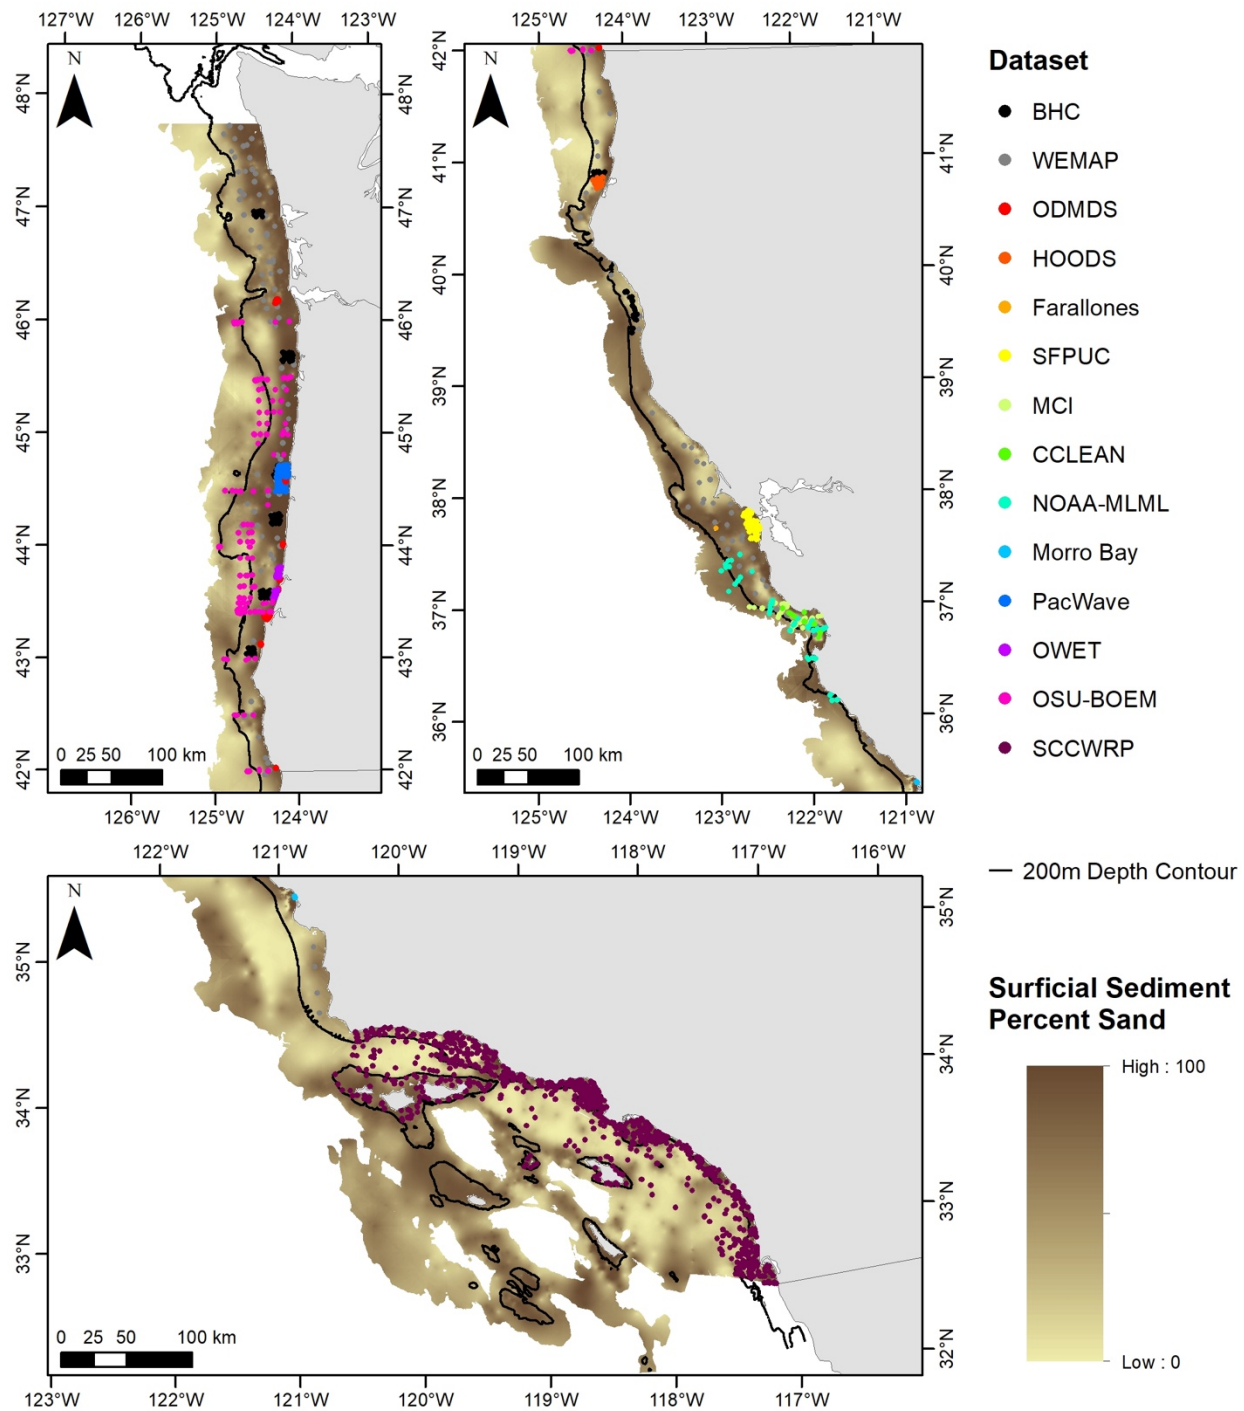 127°W 126°W 125°W 124°W 123°W
N
48°N 47°N 46°N 45°N 44°N 43°N 42°N
48°N 47°N 46°N 45°N 44°N 43°N 42°N
0 25 50 100 km
126°W 125°W 124°W
125°W 124°W 123°W 122°W 121°W
N
42°N 41°N 40°N 39°N 38°N 37°N 36°N
41°N 40°N 39°N 38°N 37°N 36°N
0 25 50 100 km
125°W 124°W 123°W 122°W 121°W
Dataset
BHC
WEMAP
ODMDS
HOODS
Farallones
SFPUC
MCI
CCLEAN
NOAA-MLML
Morro Bay
PacWave
OWET
OSU-BOEM
SCCWRP
200m Depth Contour
Surficial Sediment
Percent Sand
High : 100
Low : 0
122°W 121°W 120°W 119°W 118°W 117°W 116°W
N
35°N 34°N 33°N
35°N 34°N 33°N 32°N
0 25 50 100 km
123°W 122°W 121°W 120°W 119°W 118°W 117°W